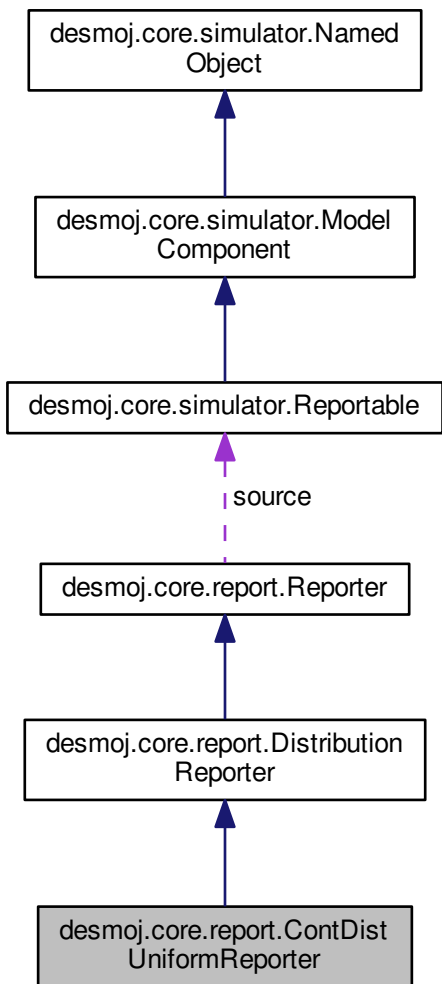 desmoj.core.simulator.Named
Object
desmoj.core.simulator.Model
Component
desmoj.core.simulator.Reportable
source
desmoj.core.report.Reporter
desmoj.core.report.Distribution
Reporter
desmoj.core.report.ContDist
UniformReporter